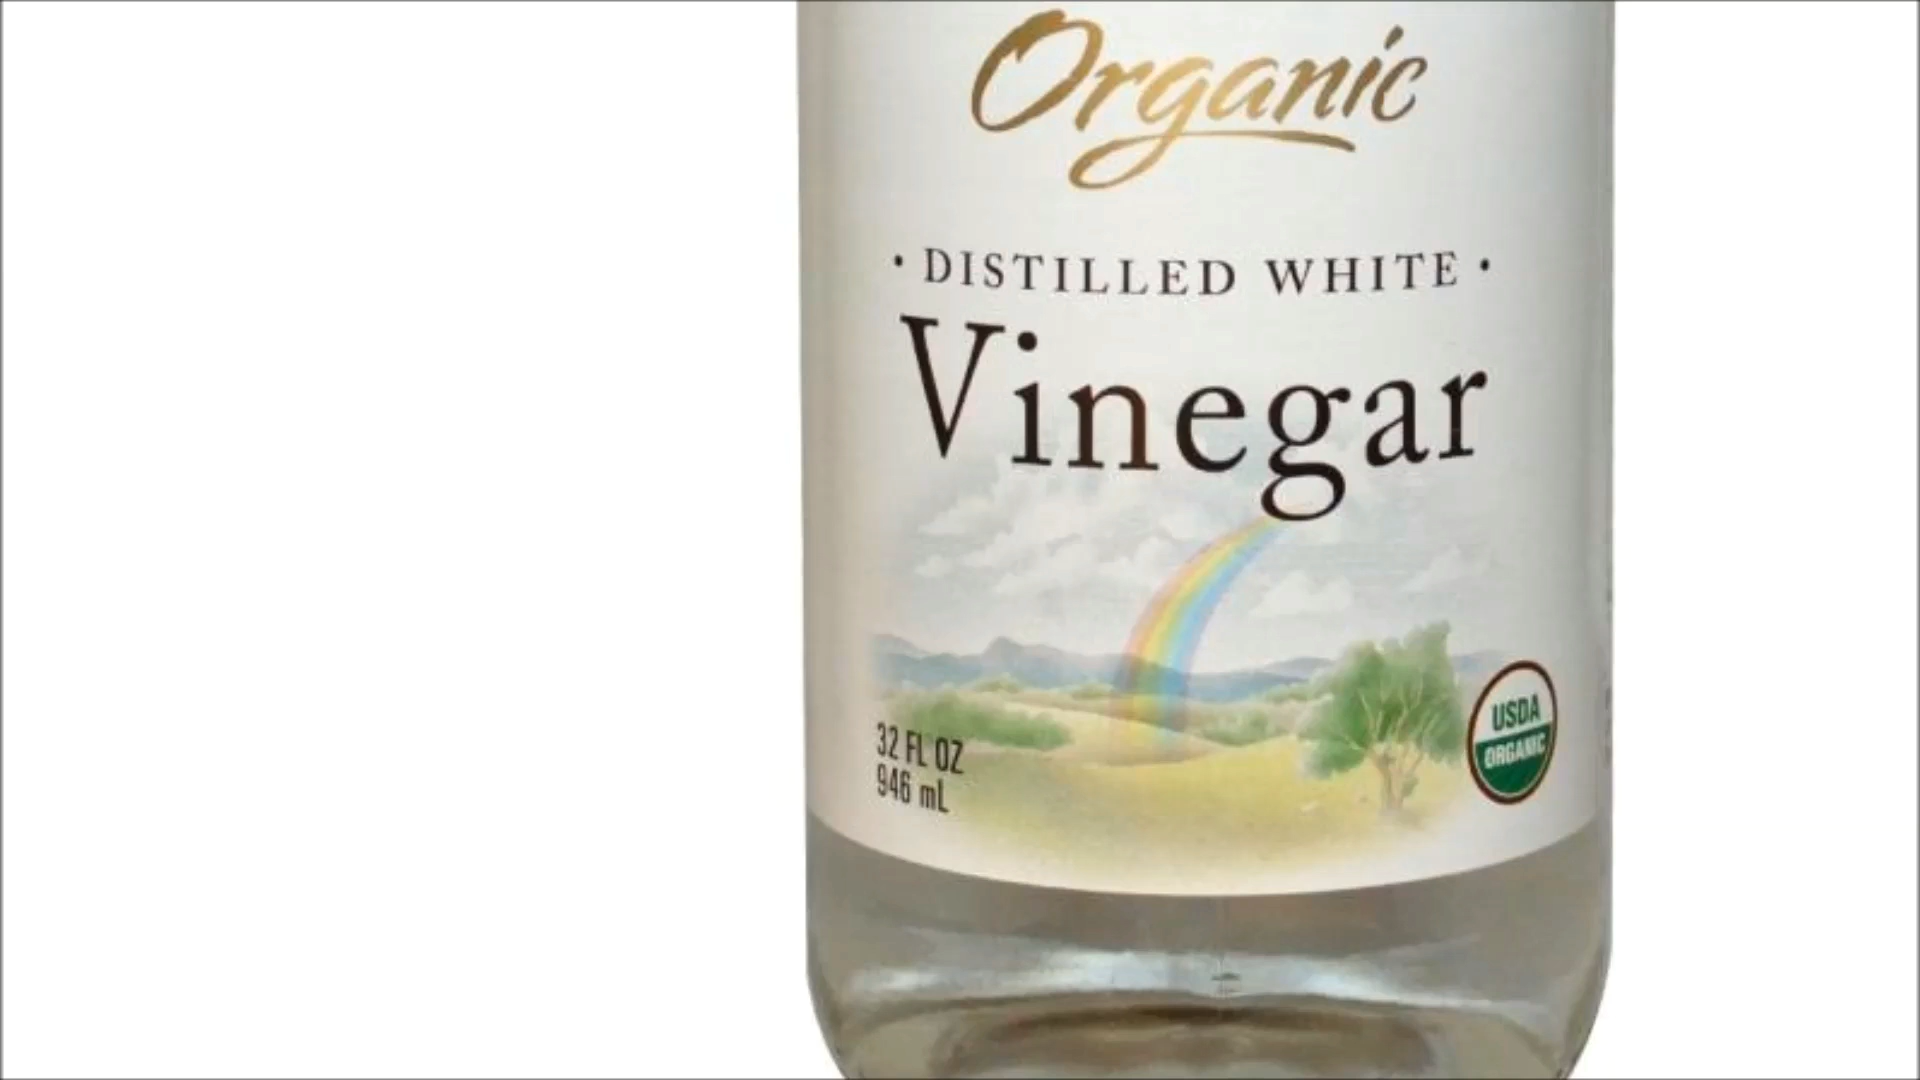 Organic
· DISTILLED WHITE ·
Vinegar
32 FL OZ
946 mL
USDA
ORGANIC